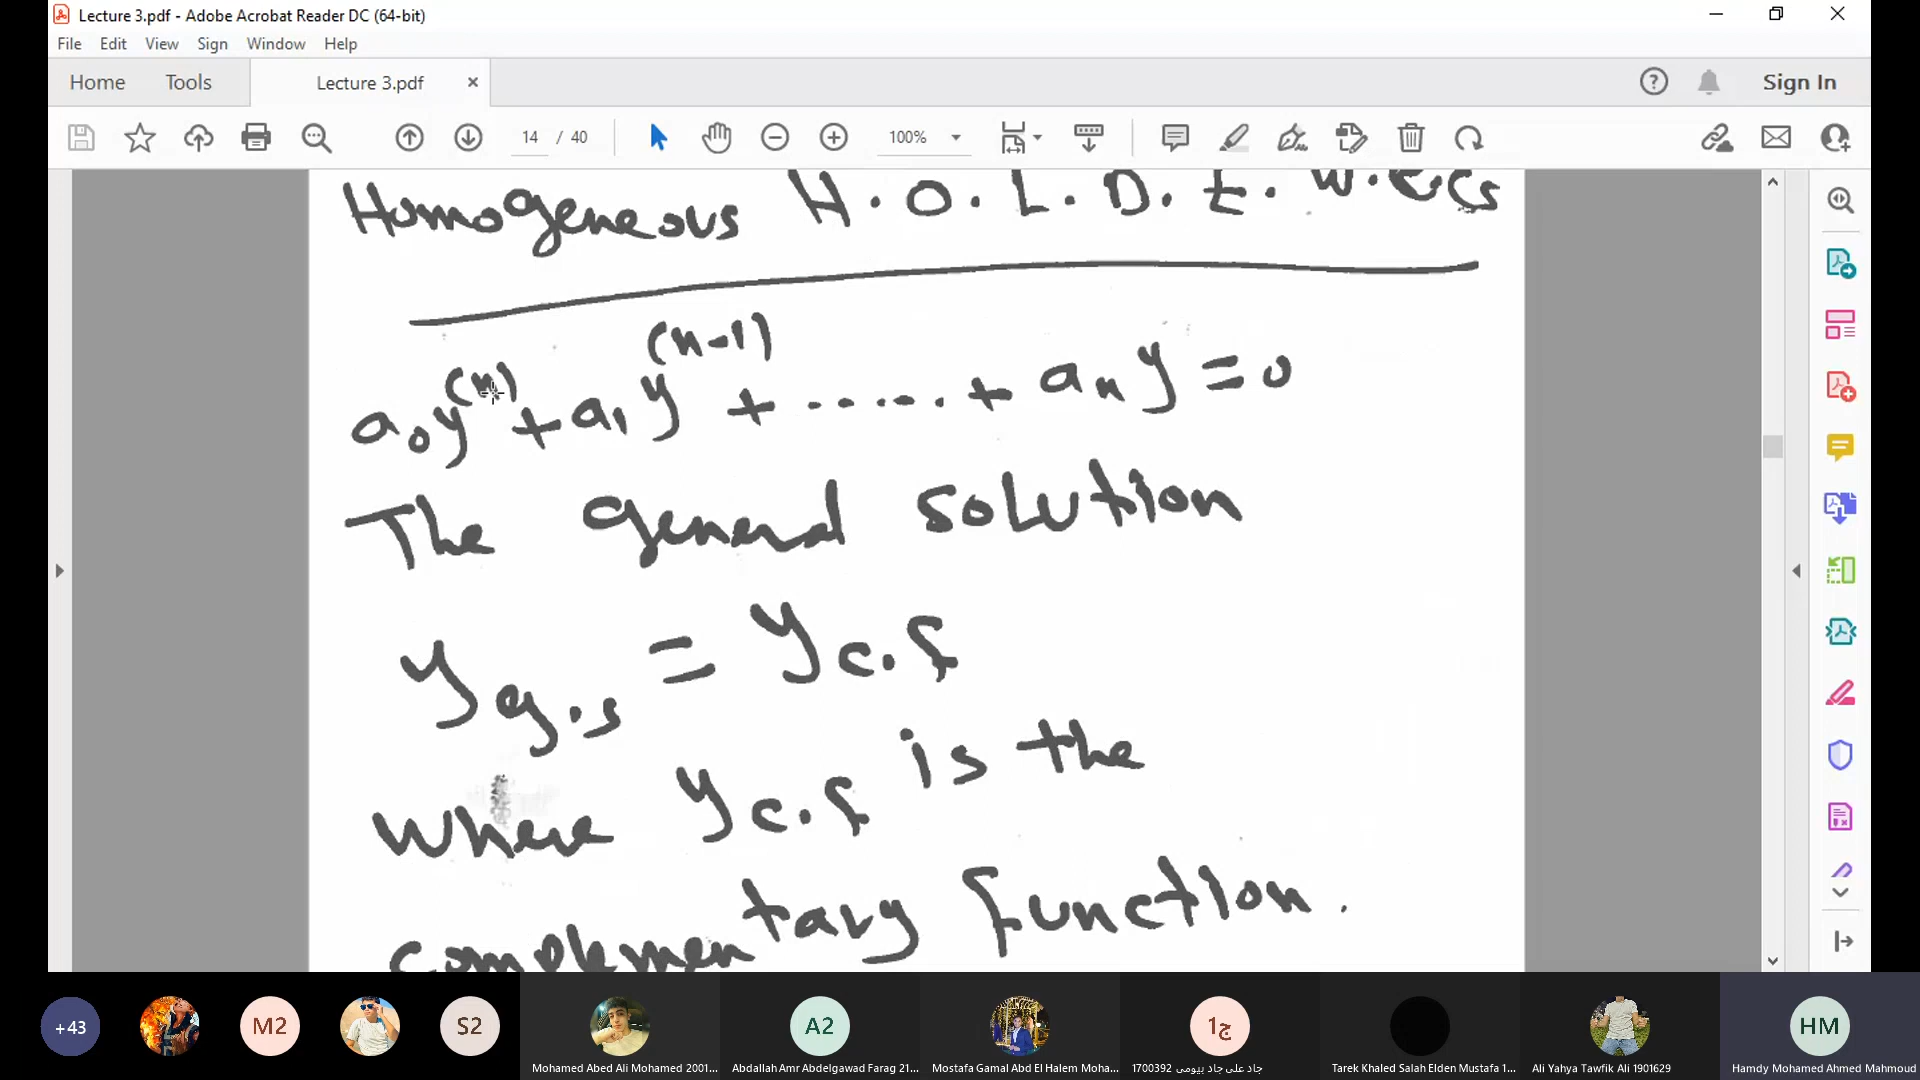 Lecture 3.pdf - Adobe Acrobat Reader DC (64-bit)
File Edit View Sign Window Help
Home Tools Lecture 3.pdf Sign In
14 / 40 100%
Homogeneous H.O.L.D.E.W.C.Cs
a₀y⁽ⁿ⁾ + a₁y⁽ⁿ⁻¹⁾ + ..... + aₙy = 0
The general solution
y g.s = y c.f
where y c.f is the
complementary function.
+43 M2 S2 A2 1ج HM
Mohamed Abed Ali Mohamed 2001... Abdallah Amr Abdelgawad Farag 21... Mostafa Gamal Abd El Halem Moha... جاد على جاد بيومى 1700392 Tarek Khaled Salah Elden Mustafa 1... Ali Yahya Tawfik Ali 1901629 Hamdy Mohamed Ahmed Mahmoud